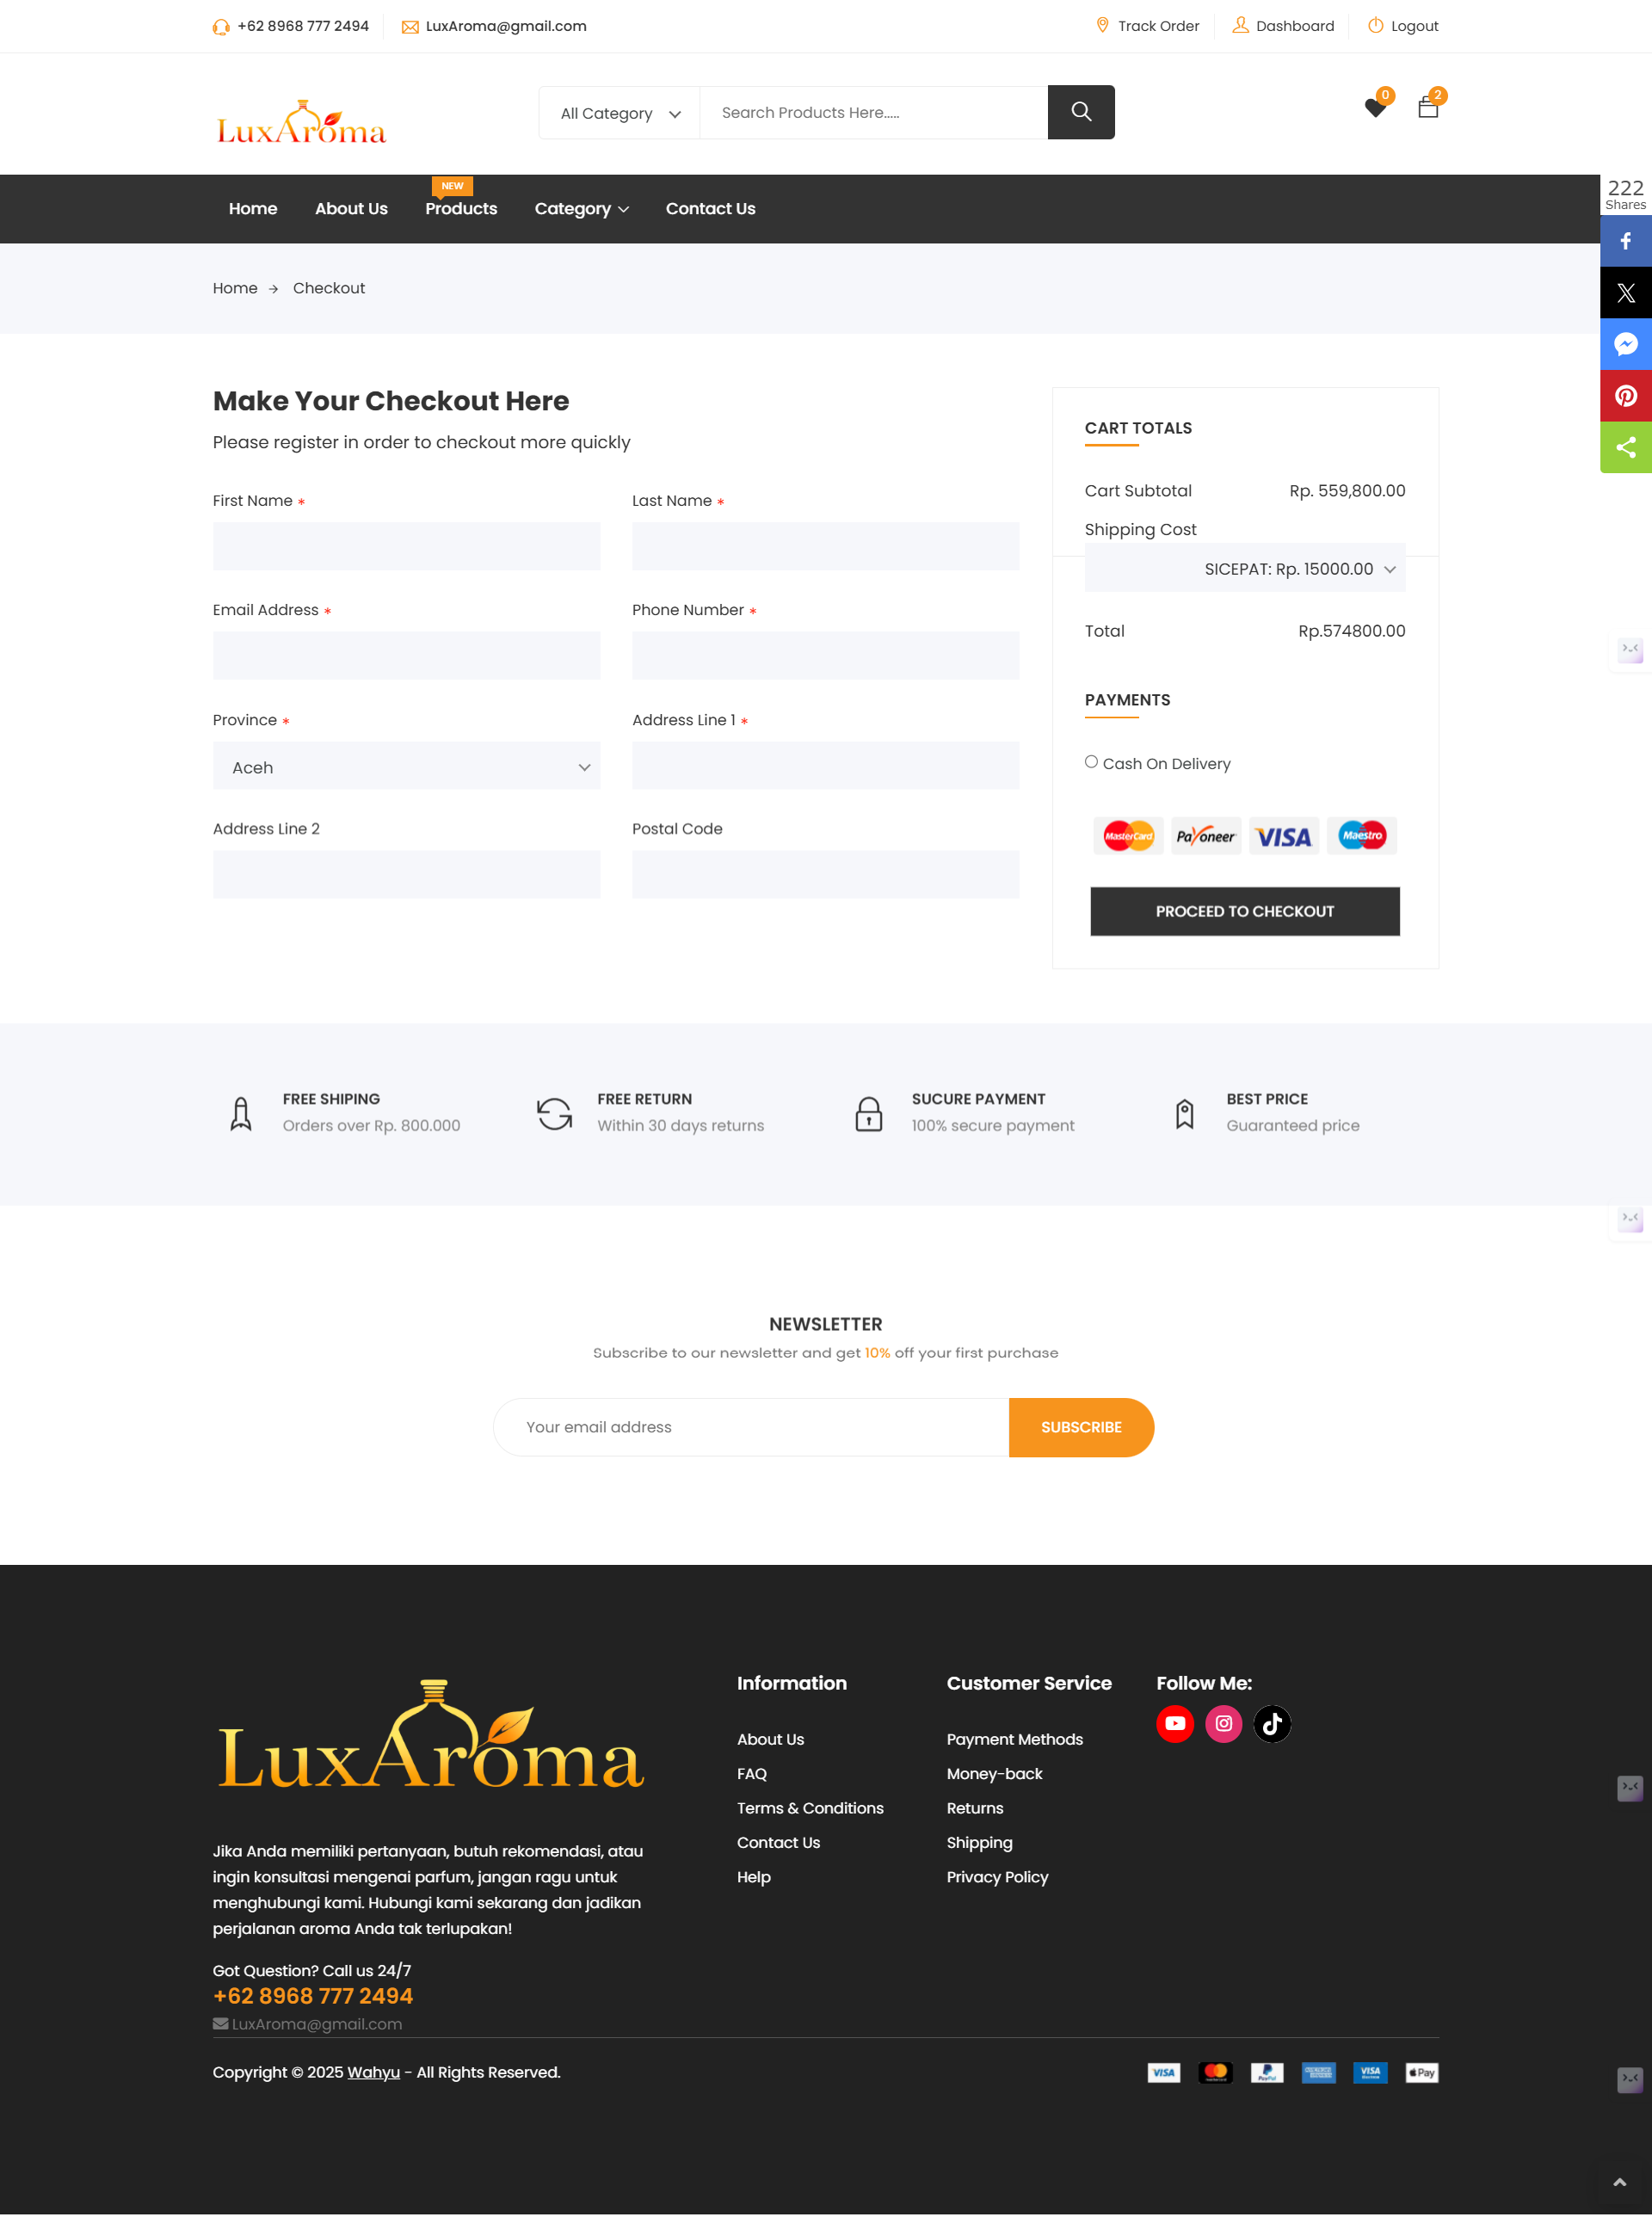 +62 8968 777 2494
LuxAroma@gmail.com
Track Order
Dashboard
Logout
LuxAroma
All Category
Search Products Here.....
0
2
NEW
Home
About Us
Products
Category
Contact Us
222
Shares
Home
Checkout
Make Your Checkout Here
Please register in order to checkout more quickly
First Name *
Last Name *
Email Address *
Phone Number *
Province *
Address Line 1 *
Aceh
Address Line 2
Postal Code
CART TOTALS
Cart Subtotal
Rp. 559,800.00
Shipping Cost
SICEPAT: Rp. 15000.00
Total
Rp.574800.00
PAYMENTS
Cash On Delivery
MasterCard
Payoneer
VISA
Maestro
PROCEED TO CHECKOUT
FREE SHIPING
Orders over Rp. 800.000
FREE RETURN
Within 30 days returns
SUCURE PAYMENT
100% secure payment
BEST PRICE
Guaranteed price
NEWSLETTER
Subscribe to our newsletter and get 10% off your first purchase
Your email address
SUBSCRIBE
LuxAroma
Jika Anda memiliki pertanyaan, butuh rekomendasi, atau
ingin konsultasi mengenai parfum, jangan ragu untuk
menghubungi kami. Hubungi kami sekarang dan jadikan
perjalanan aroma Anda tak terlupakan!
Got Question? Call us 24/7
+62 8968 777 2494
LuxAroma@gmail.com
Information
About Us
FAQ
Terms & Conditions
Contact Us
Help
Customer Service
Payment Methods
Money-back
Returns
Shipping
Privacy Policy
Follow Me:
Copyright © 2025 Wahyu - All Rights Reserved.
VISA
PayPal
VISA
Pay